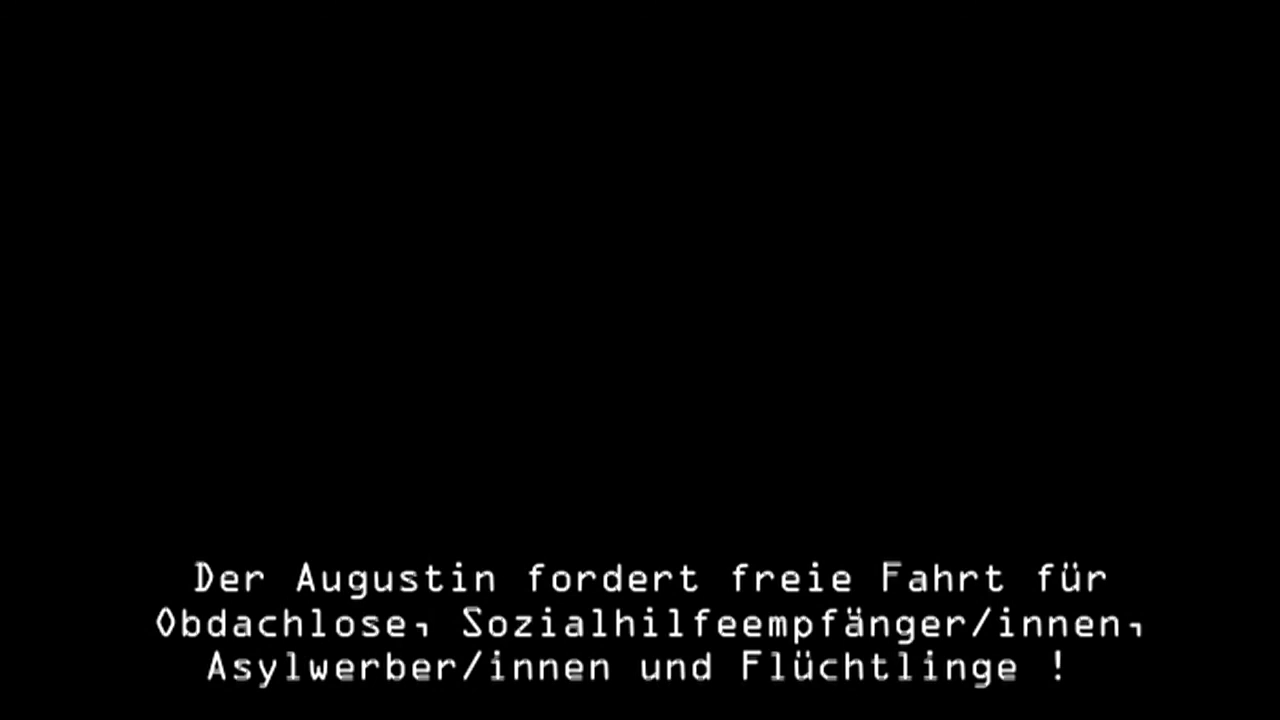 Der Augustin fordert freie Fahrt für
Obdachlose, Sozialhilfeempfänger/innen,
Asylwerber/innen und Flüchtlinge !